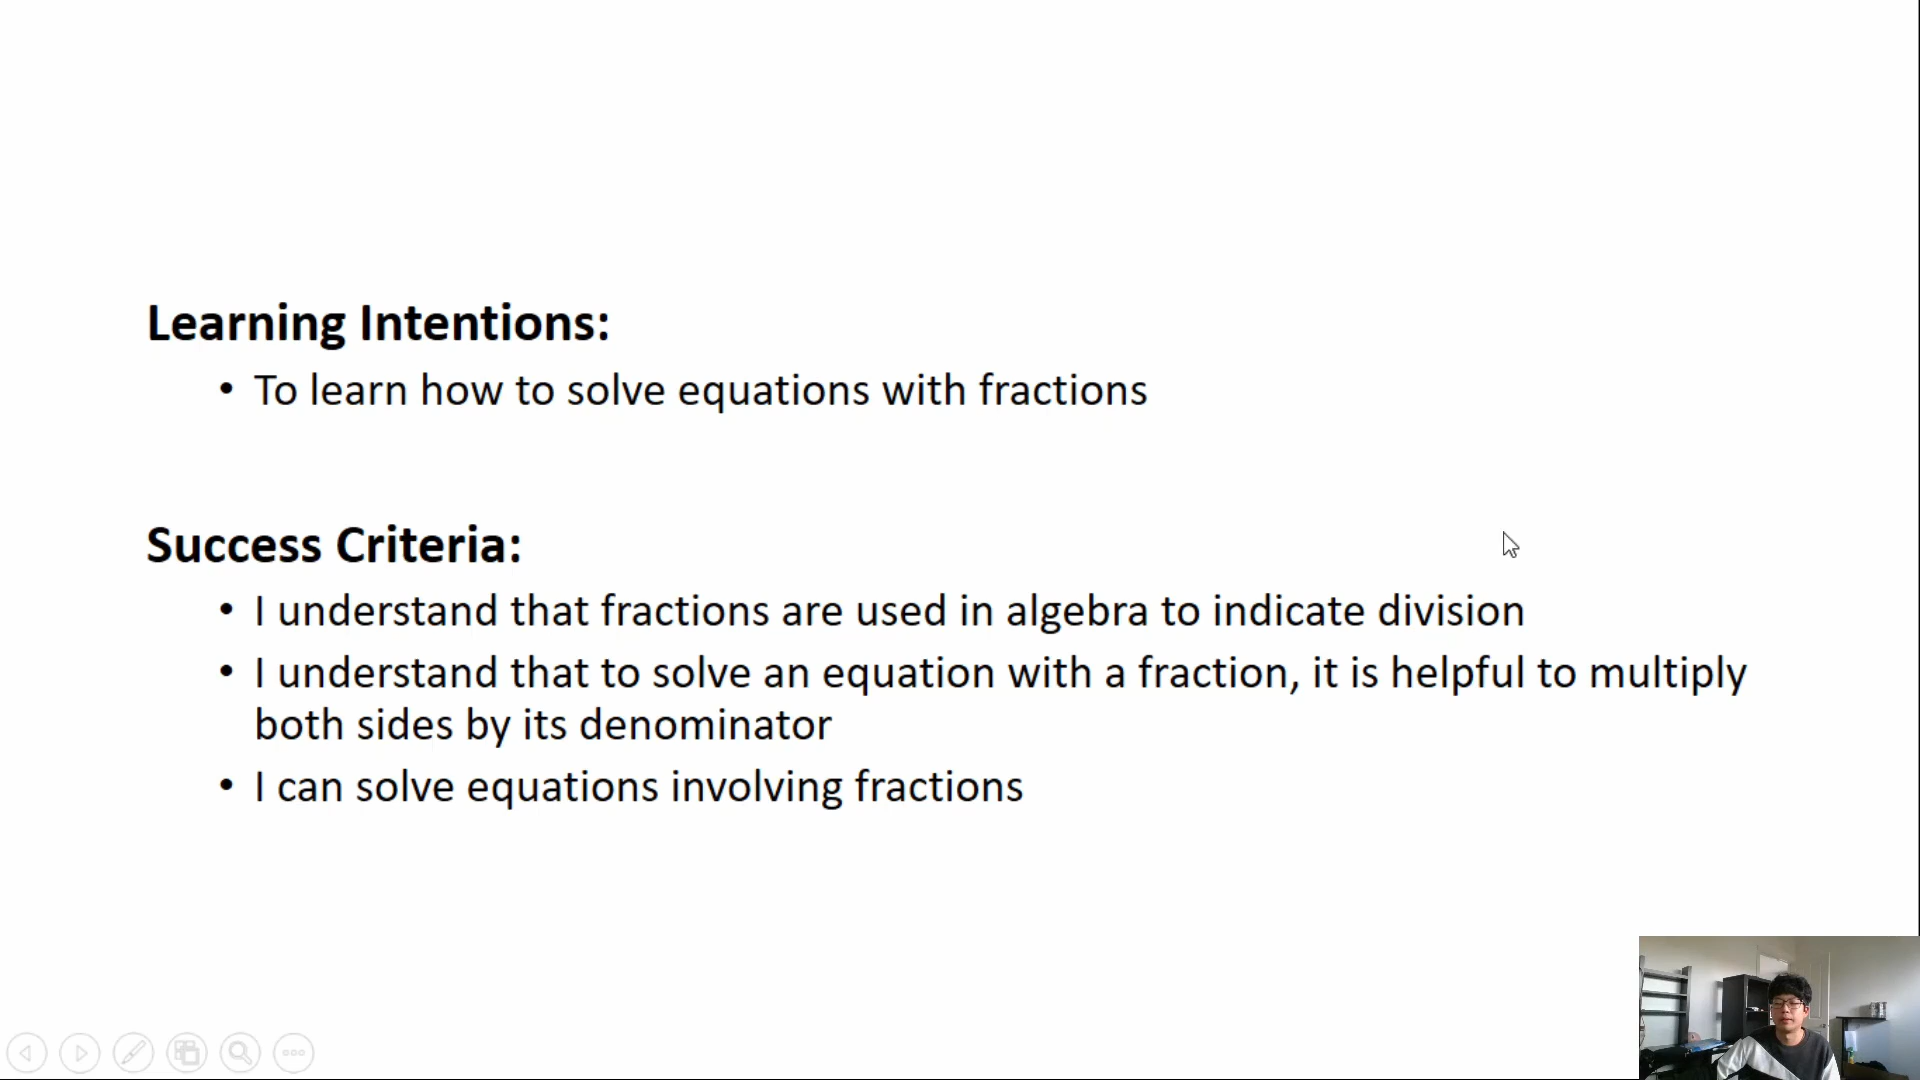 Learning Intentions:
• To learn how to solve equations with fractions
Success Criteria:
• I understand that fractions are used in algebra to indicate division
• I understand that to solve an equation with a fraction, it is helpful to multiply
both sides by its denominator
• I can solve equations involving fractions